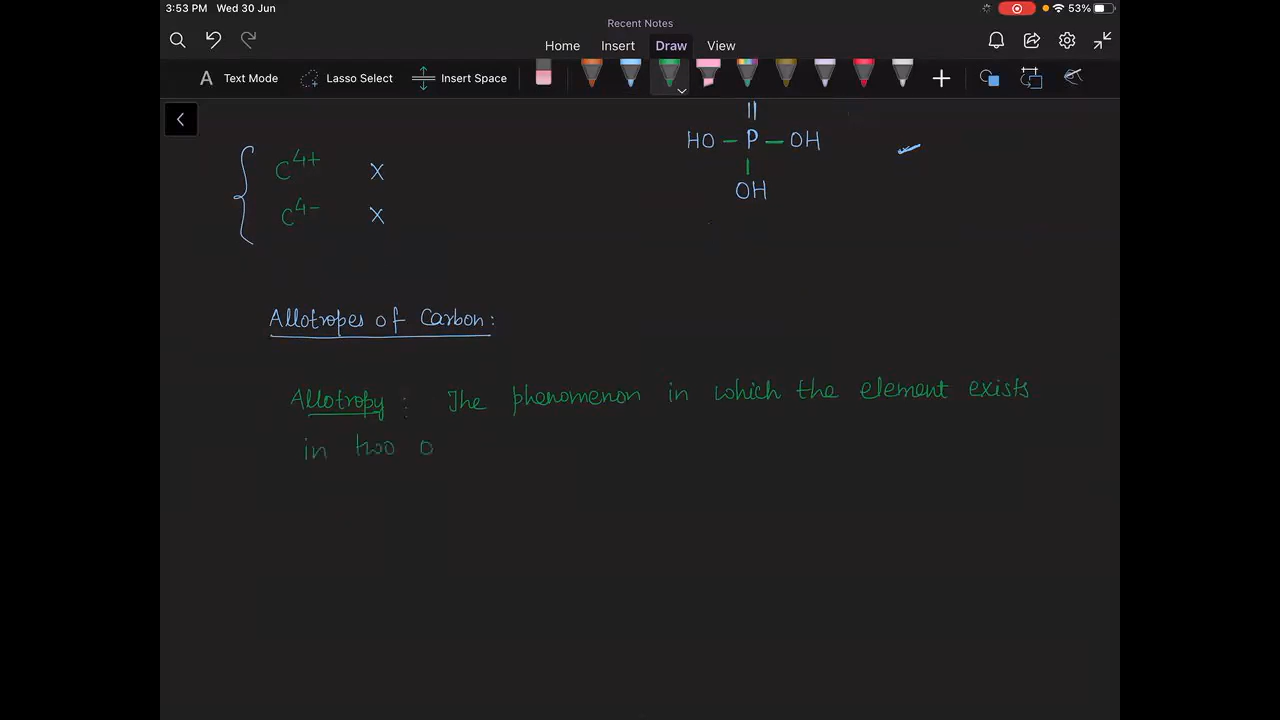 3:53 PM Wed 30 Jun
53%
Recent Notes
Home Insert Draw View
Text Mode Lasso Select Insert Space
C4+ X
C4- X
HO - P - OH
OH
Allotropes of Carbon:
Allotropy: The phenomenon in which the element exists
in two o